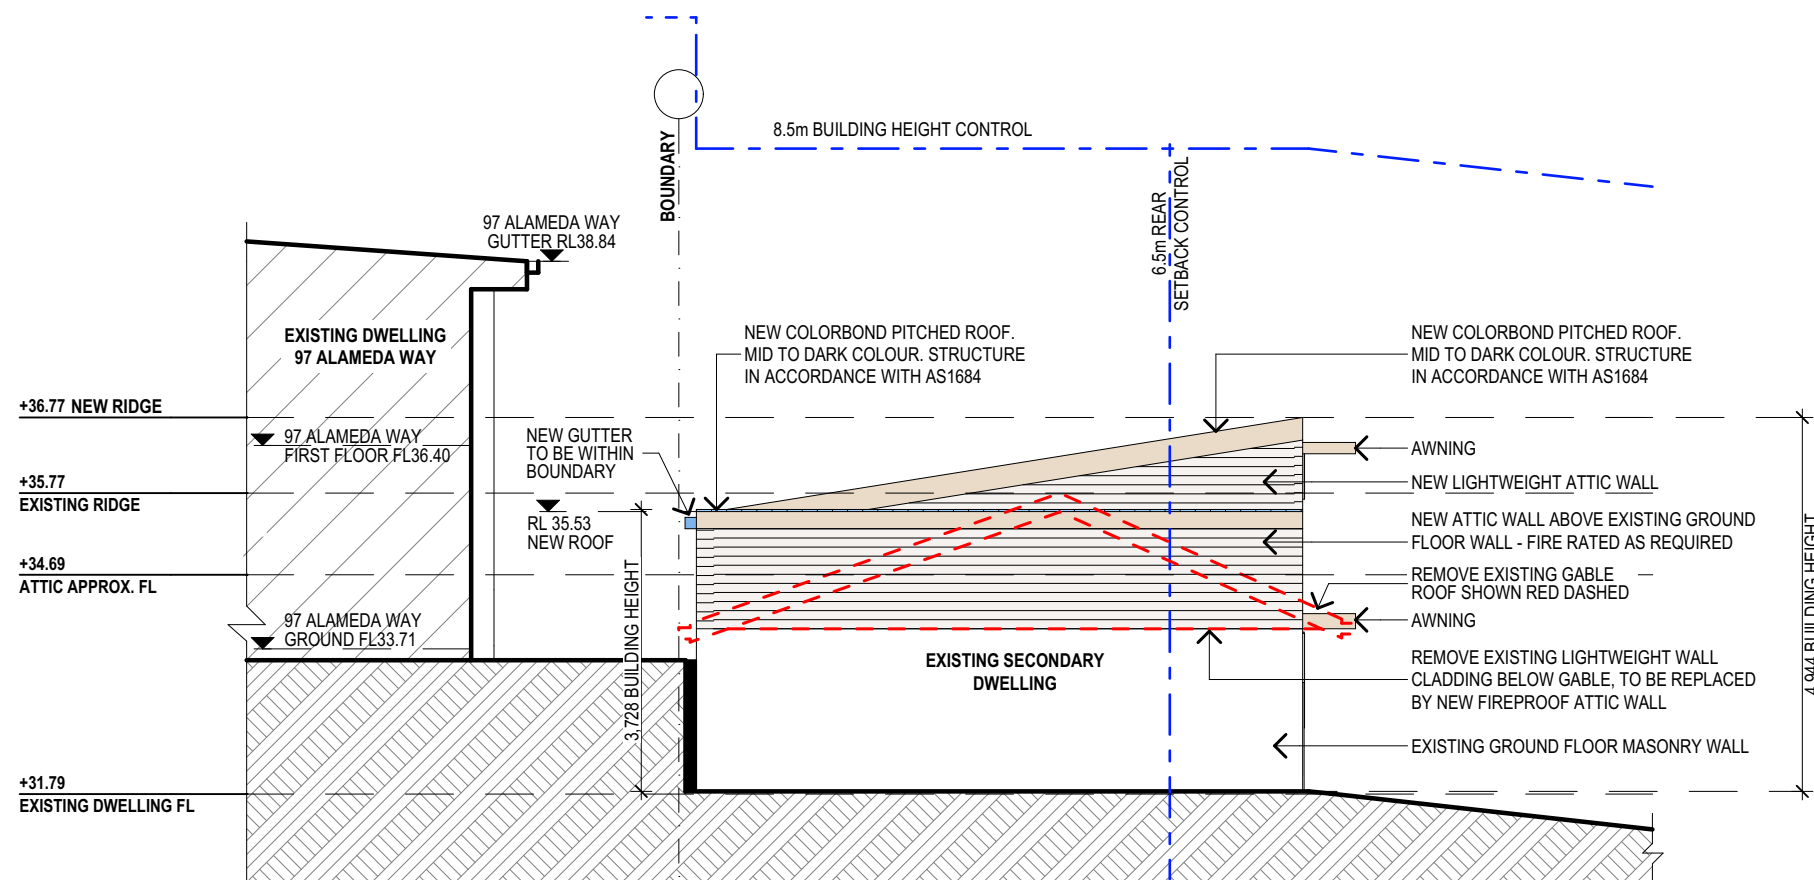 8.5m BUILDING HEIGHT CONTROL
BOUNDARY
6.5m REAR
SETBACK CONTROL
97 ALAMEDA WAY
GUTTER RL38.84
EXISTING DWELLING
97 ALAMEDA WAY
NEW COLORBOND PITCHED ROOF.
MID TO DARK COLOUR. STRUCTURE
IN ACCORDANCE WITH AS1684
NEW COLORBOND PITCHED ROOF.
MID TO DARK COLOUR. STRUCTURE
IN ACCORDANCE WITH AS1684
+36.77 NEW RIDGE
97 ALAMEDA WAY
FIRST FLOOR FL36.40
NEW GUTTER
TO BE WITHIN
BOUNDARY
AWNING
+35.77
EXISTING RIDGE
NEW LIGHTWEIGHT ATTIC WALL
RL 35.53
NEW ROOF
NEW ATTIC WALL ABOVE EXISTING GROUND
FLOOR WALL - FIRE RATED AS REQUIRED
+34.69
ATTIC APPROX. FL
REMOVE EXISTING GABLE
ROOF SHOWN RED DASHED
AWNING
97 ALAMEDA WAY
GROUND FL33.71
3,728 BUILDING HEIGHT
4,944 BUILDING HEIGHT
EXISTING SECONDARY
DWELLING
REMOVE EXISTING LIGHTWEIGHT WALL
CLADDING BELOW GABLE, TO BE REPLACED
BY NEW FIREPROOF ATTIC WALL
EXISTING GROUND FLOOR MASONRY WALL
+31.79
EXISTING DWELLING FL